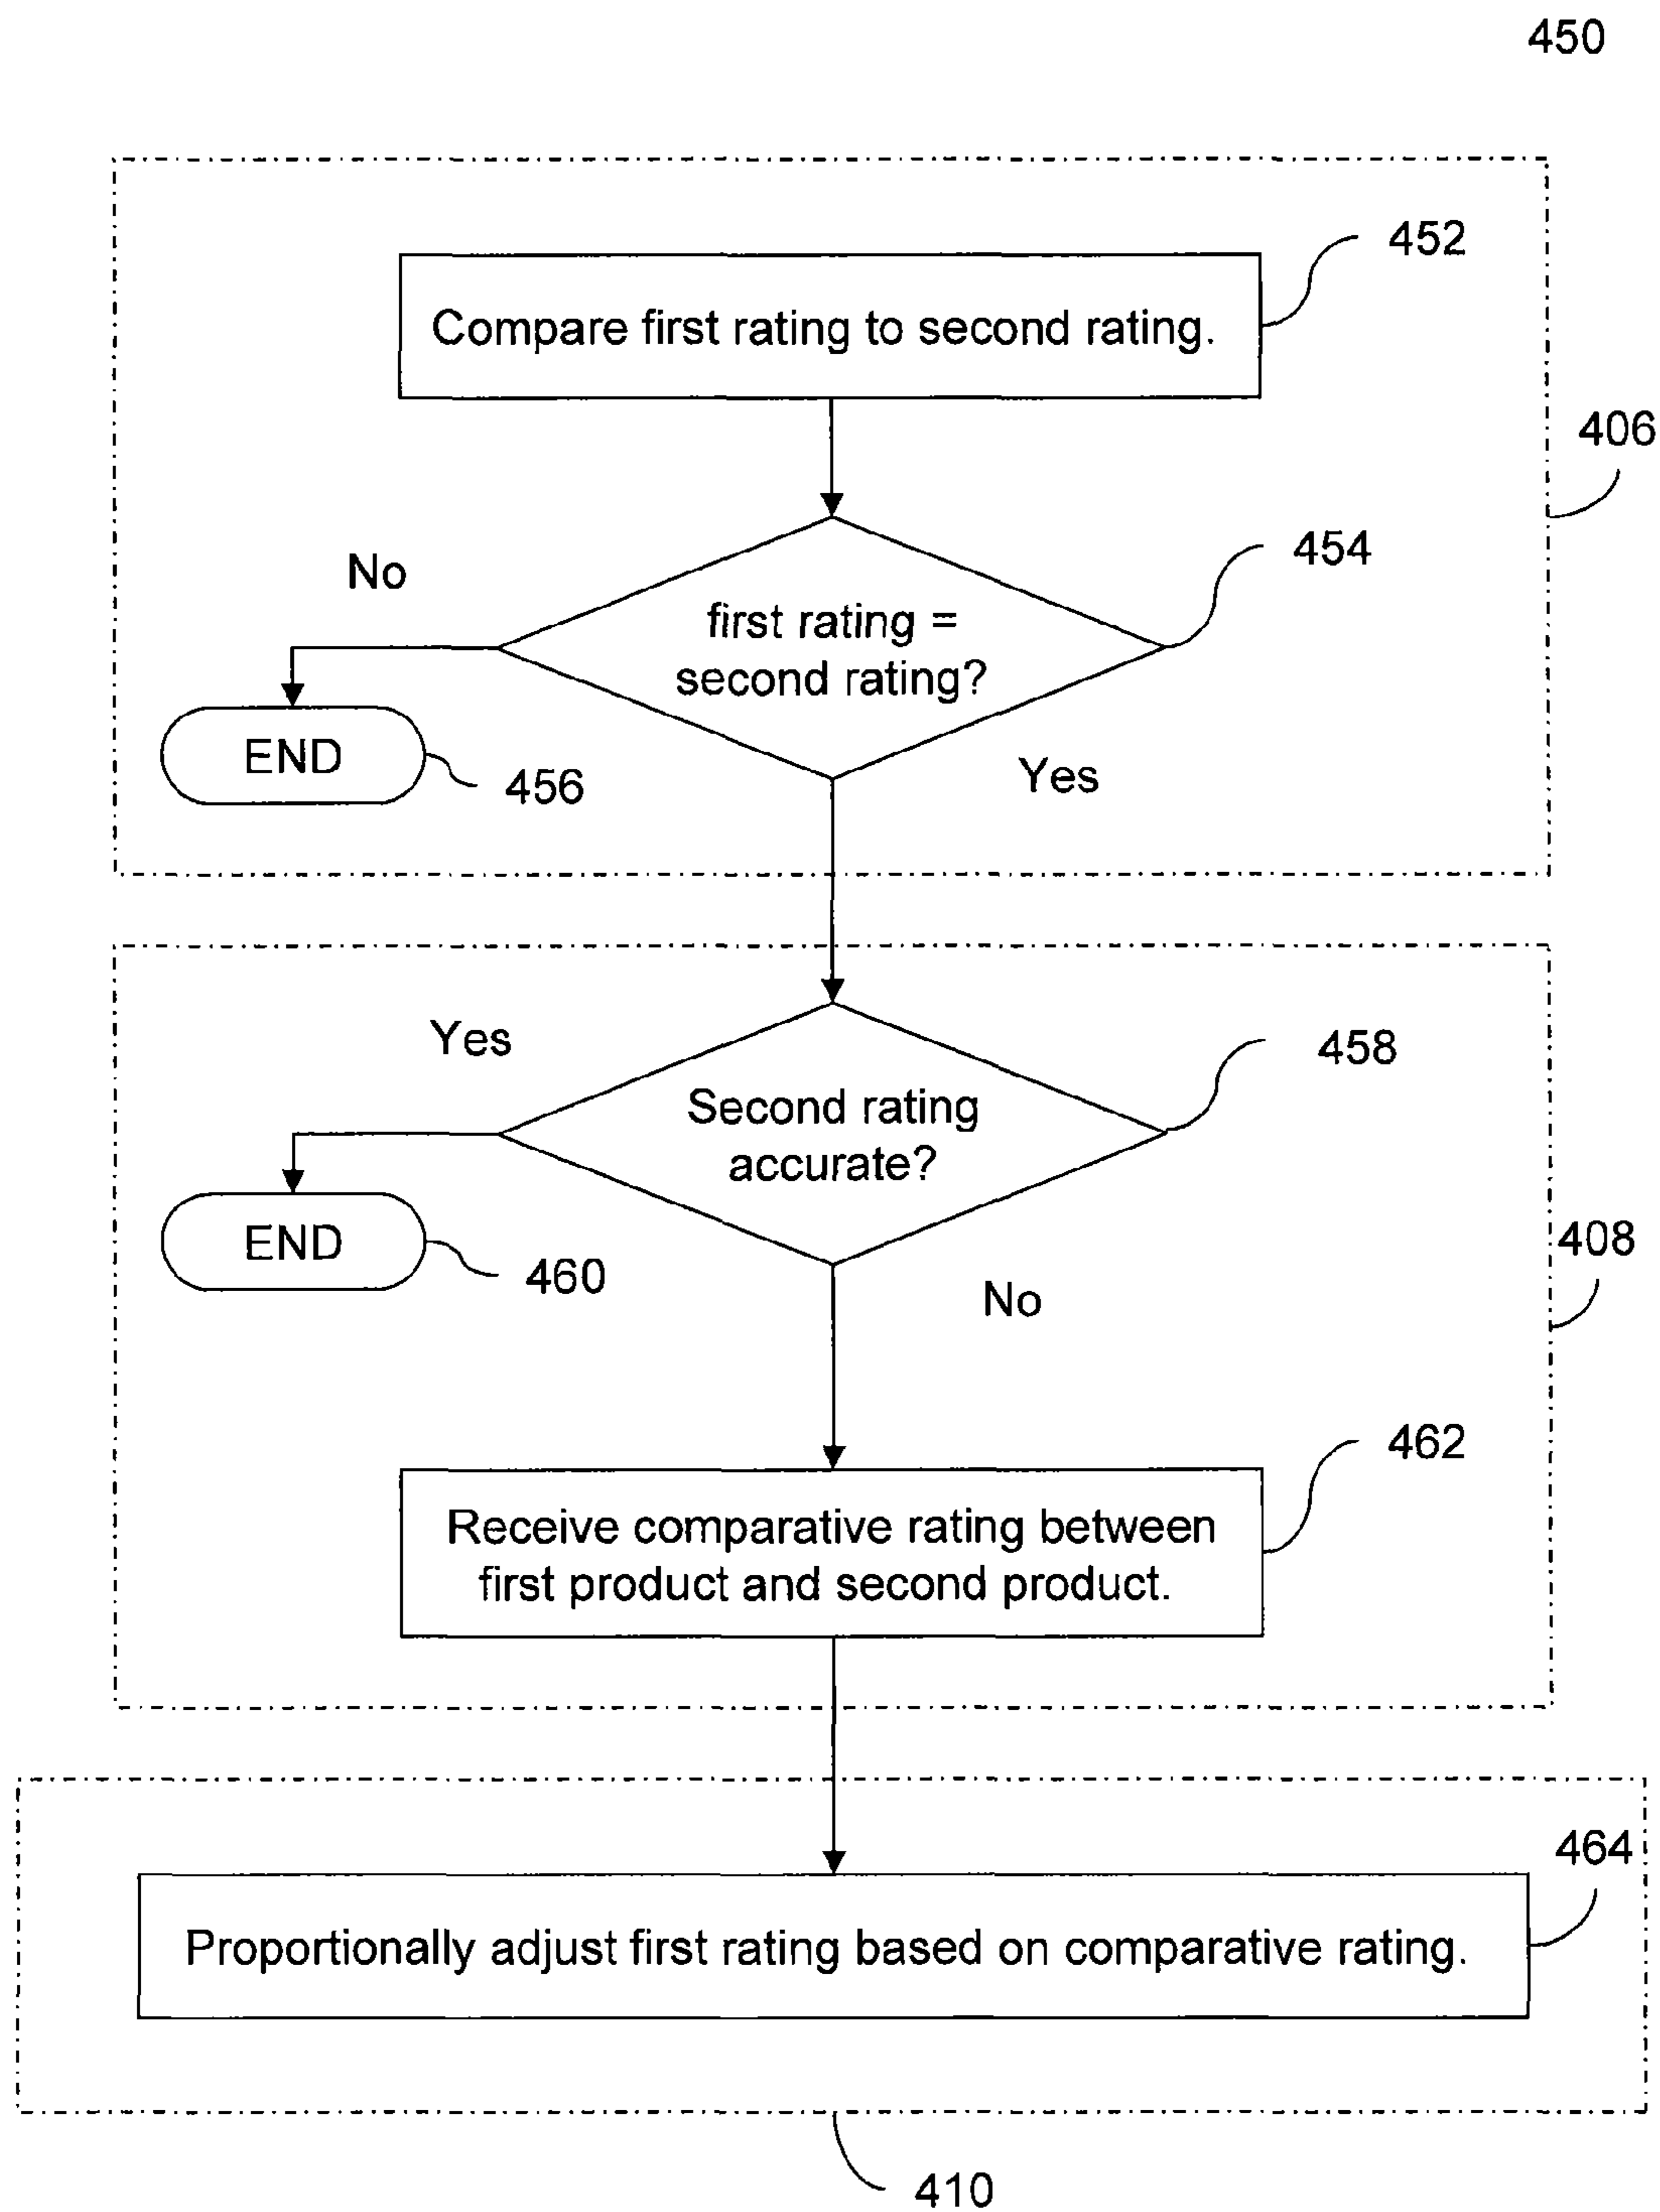 450
452
Compare first rating to second rating.
406
454
No
first rating =
second rating?
END
456
Yes
Yes
458
Second rating
accurate?
408
END
460
No
462
Receive comparative rating between
first product and second product.
464
Proportionally adjust first rating based on comparative rating.
410